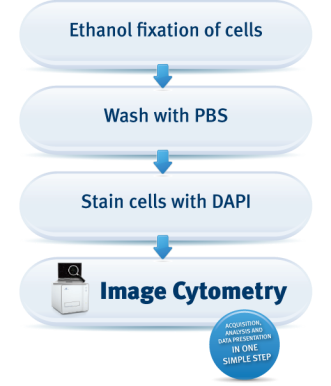 Ethanol fixation of cells
Wash with PBS
Stain cells with DAPI
Image Cytometry
ACQUISITION,
ANALYSIS AND
DATA PRESENTATION
IN ONE
SIMPLE STEP